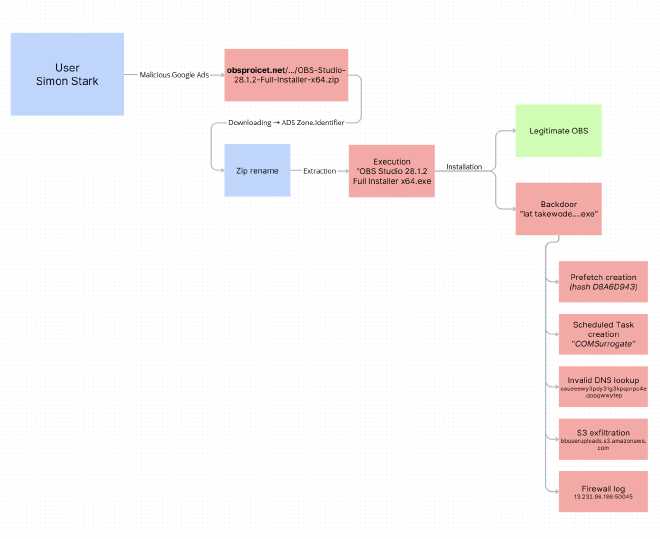 User
Simon Stark
Malicious Google Ads
obsproicet.net/.../OBS-Studio-
28.1.2-Full-Installer-x64.zip
Downloading → ADS Zone.Identifier
Zip rename
Extraction
Execution
"OBS Studio 28.1.2
Full Installer x64.exe
Installation
Legitimate OBS
Backdoor
"lat takewode....exe"
Prefetch creation
(hash D8A6D943)
Scheduled Task
creation
"COMSurrogate"
Invalid DNS lookup
S3 exfiltration
bbuseruploads.s3.amazonaws.
com
Firewall log
13.232.96.186:50045